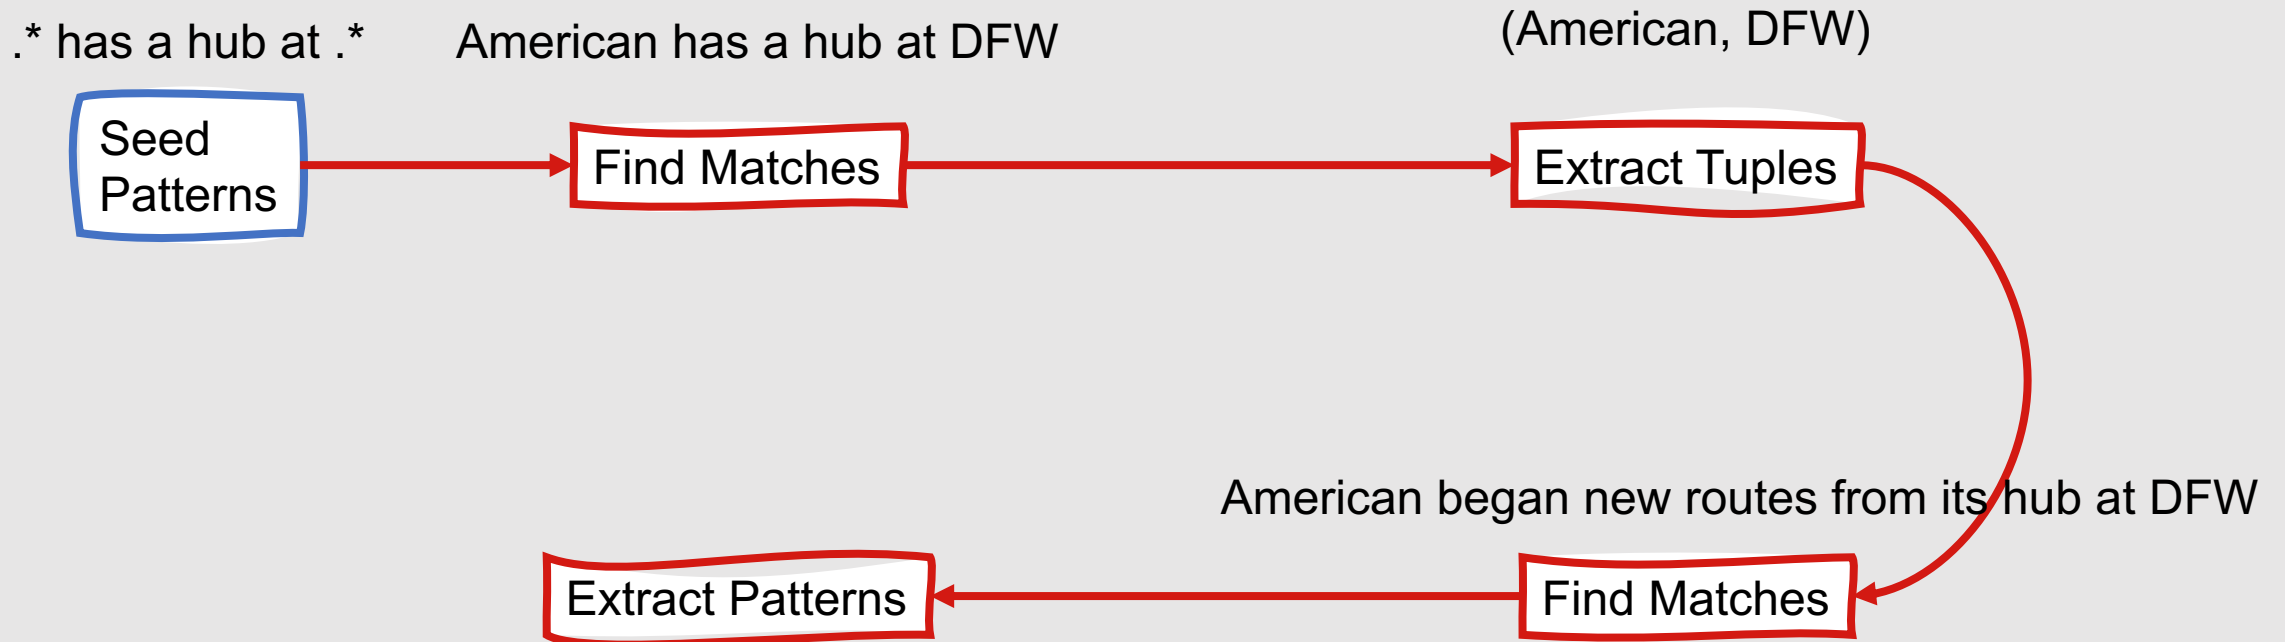 .* has a hub at .*
American has a hub at DFW
(American, DFW)
Seed
Patterns
Find Matches
Extract Tuples
American began new routes from its hub at DFW
Extract Patterns
Find Matches